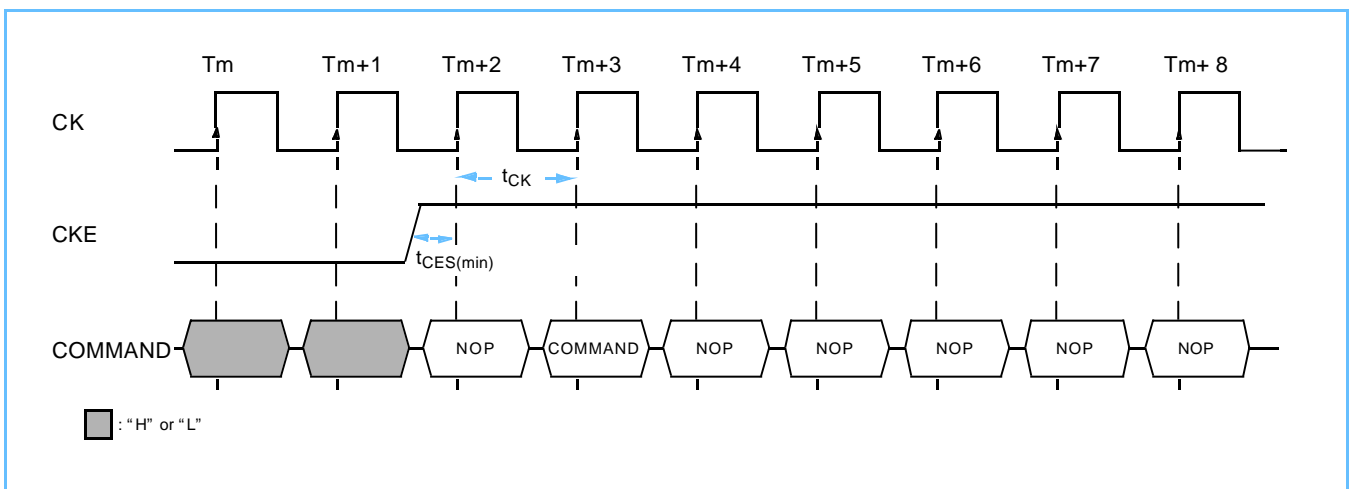 Tm Tm+1 Tm+2 Tm+3 Tm+4 Tm+5 Tm+6 Tm+7 Tm+ 8
CK
tCK
CKE
tCES(min)
COMMAND NOP COMMAND NOP NOP NOP NOP NOP
: “H” or “L”